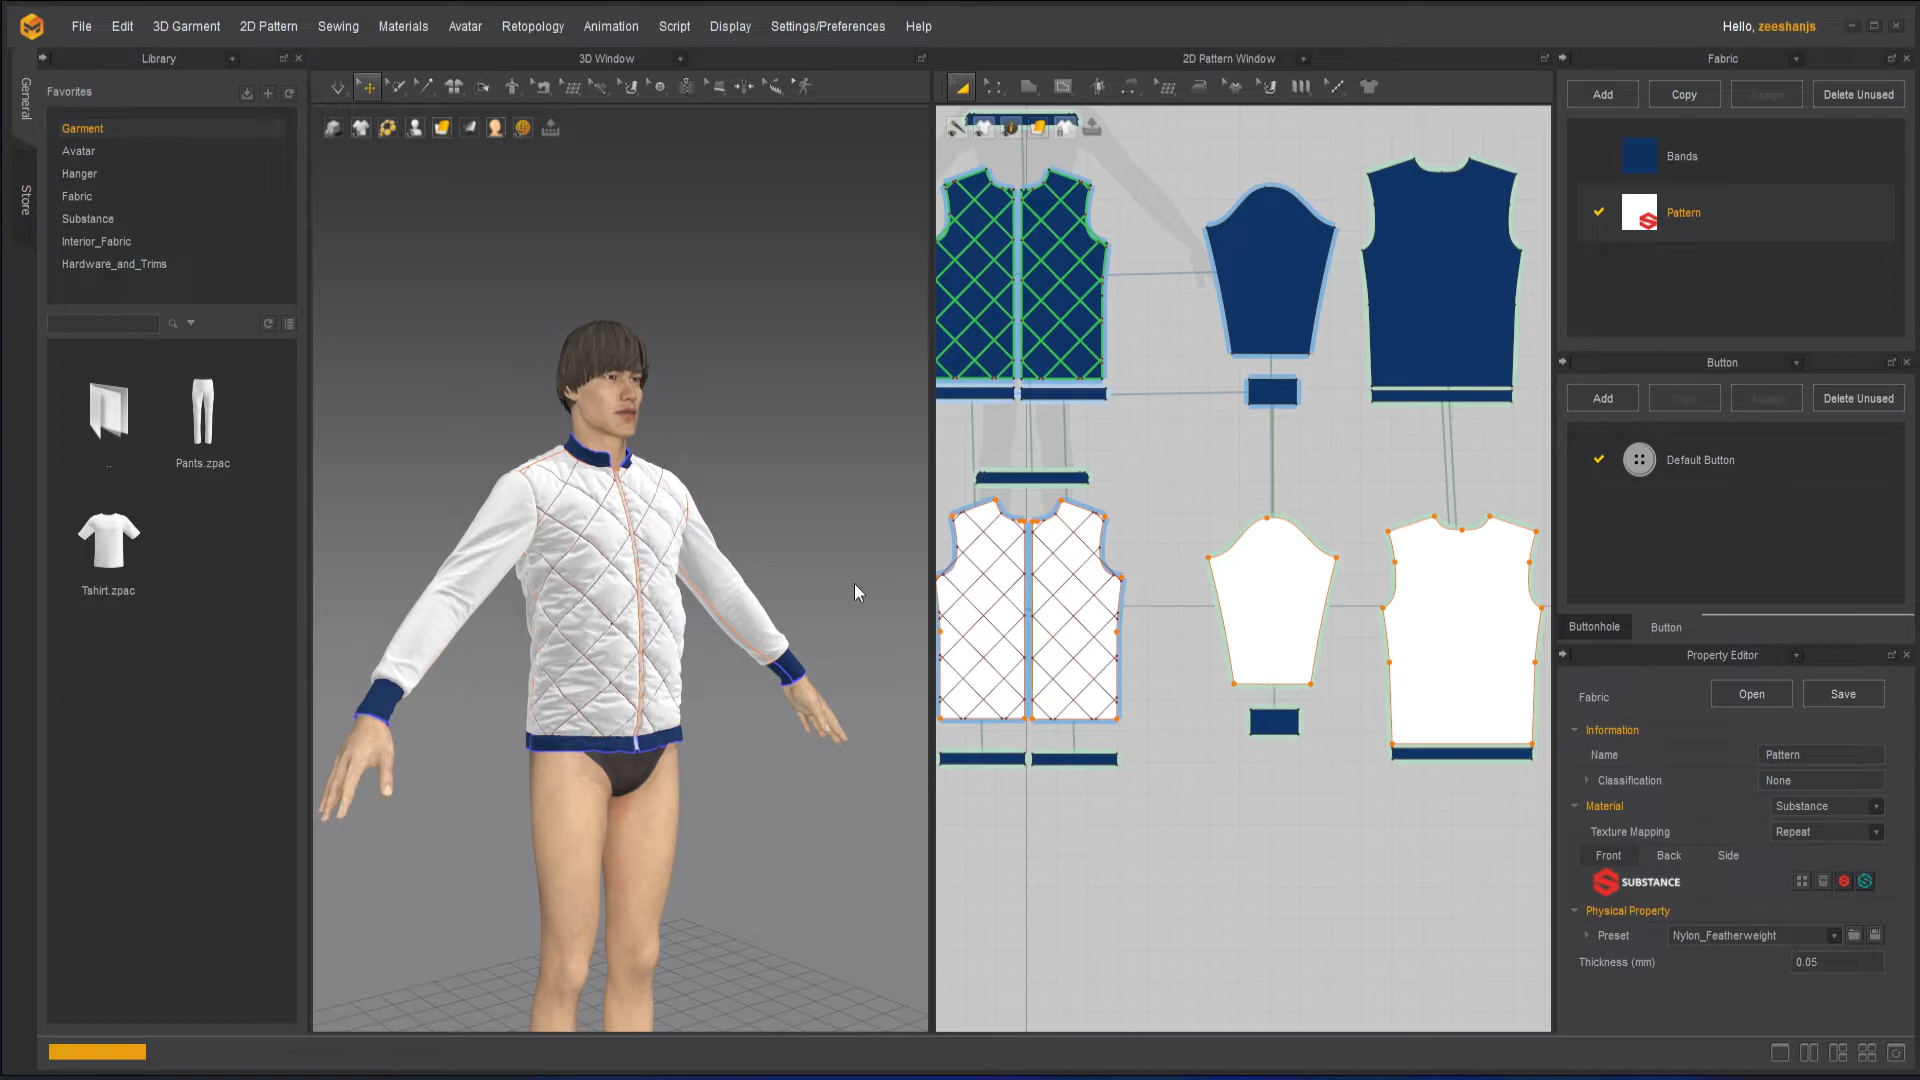 File Edit 3D Garment 2D Pattern Sewing Materials Avatar Retopology Animation Script Display Settings/Preferences Help
Hello, zeeshanjs
General
Store
Library
Favorites
Garment
Avatar
Hanger
Fabric
Substance
Interior_Fabric
Hardware_and_Trims
..
Pants.zpac
Tshirt.zpac
3D Window
2D Pattern Window
Fabric
Add Copy Assign Delete Unused
Bands
Pattern
Button
Add Copy Assign Delete Unused
Default Button
Buttonhole Button
Property Editor
Fabric Open Save
Information
Name Pattern
Classification None
Material Substance
Texture Mapping Repeat
Front Back Side
SUBSTANCE
Physical Property
Preset Nylon_Featherweight
Thickness (mm) 0.05